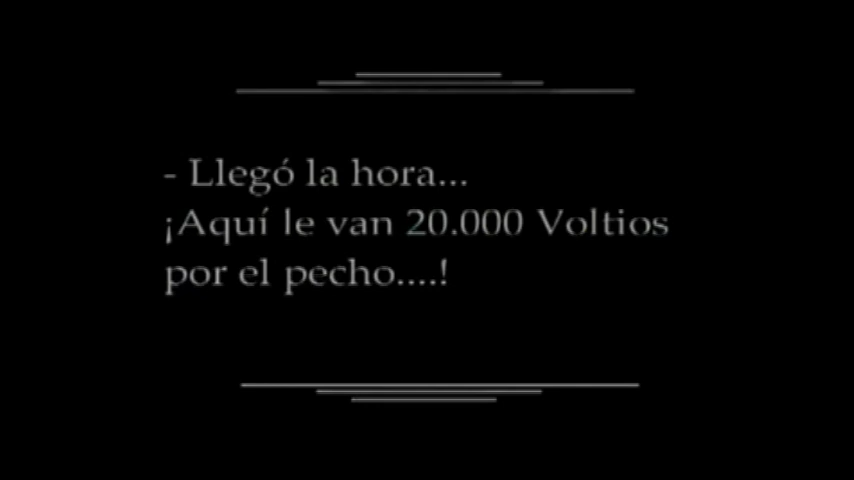 - Llegó la hora...
¡Aquí le van 20.000 Voltios
por el pecho....!